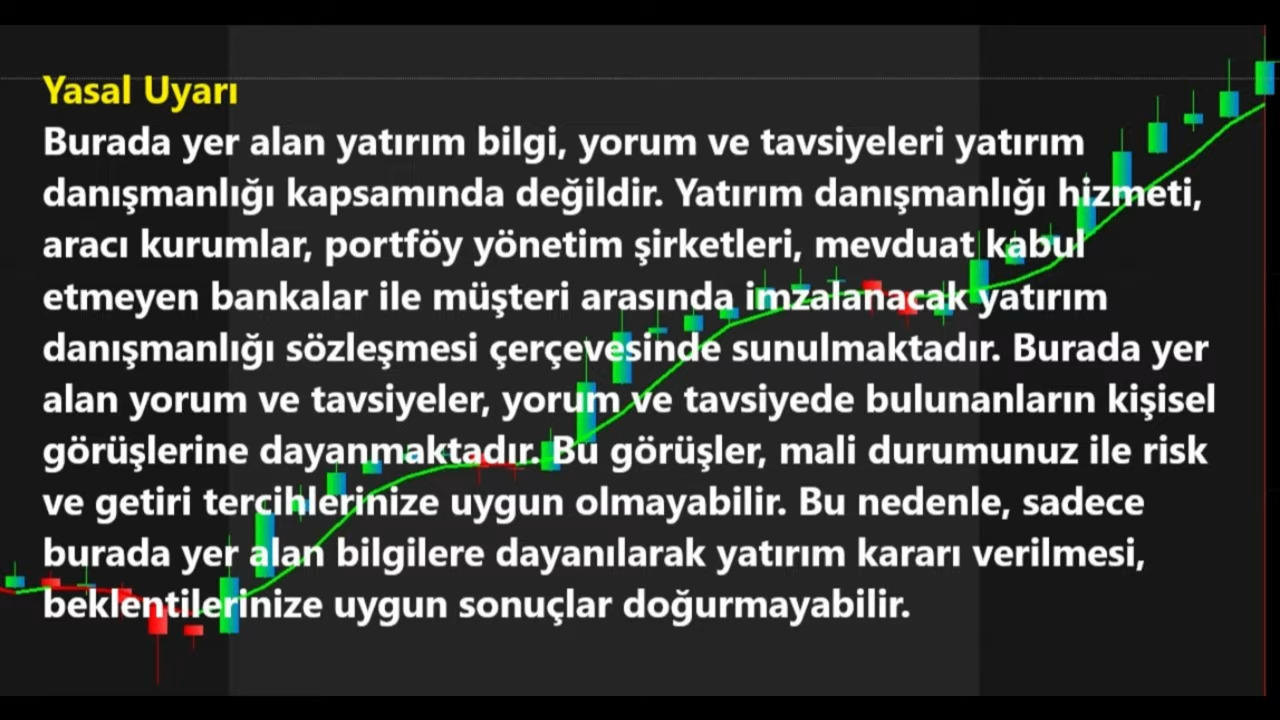 Yasal Uyarı
Burada yer alan yatırım bilgi, yorum ve tavsiyeleri yatırım
danışmanlığı kapsamında değildir. Yatırım danışmanlığı hizmeti,
aracı kurumlar, portföy yönetim şirketleri, mevduat kabul
etmeyen bankalar ile müşteri arasında imzalanacak yatırım
danışmanlığı sözleşmesi çerçevesinde sunulmaktadır. Burada yer
alan yorum ve tavsiyeler, yorum ve tavsiyede bulunanların kişisel
görüşlerine dayanmaktadır. Bu görüşler, mali durumunuz ile risk
ve getiri tercihlerinize uygun olmayabilir. Bu nedenle, sadece
burada yer alan bilgilere dayanılarak yatırım kararı verilmesi,
beklentilerinize uygun sonuçlar doğurmayabilir.